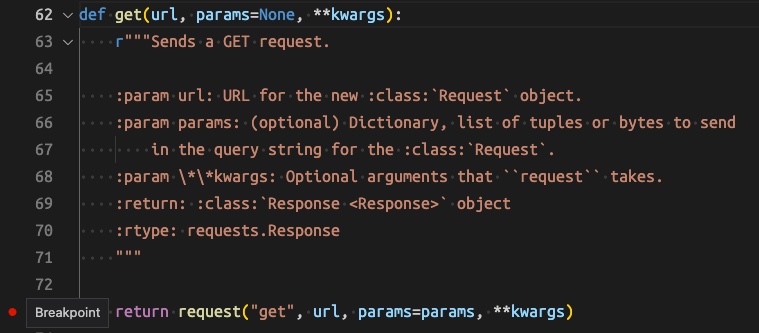 62 def get(url, params=None, **kwargs):
63 r"""Sends a GET request.
64
65 :param url: URL for the new :class:`Request` object.
66 :param params: (optional) Dictionary, list of tuples or bytes to send
67 in the query string for the :class:`Request`.
68 :param \*\*kwargs: Optional arguments that ``request`` takes.
69 :return: :class:`Response <Response>` object
70 :rtype: requests.Response
71 """
72
Breakpoint return request("get", url, params=params, **kwargs)